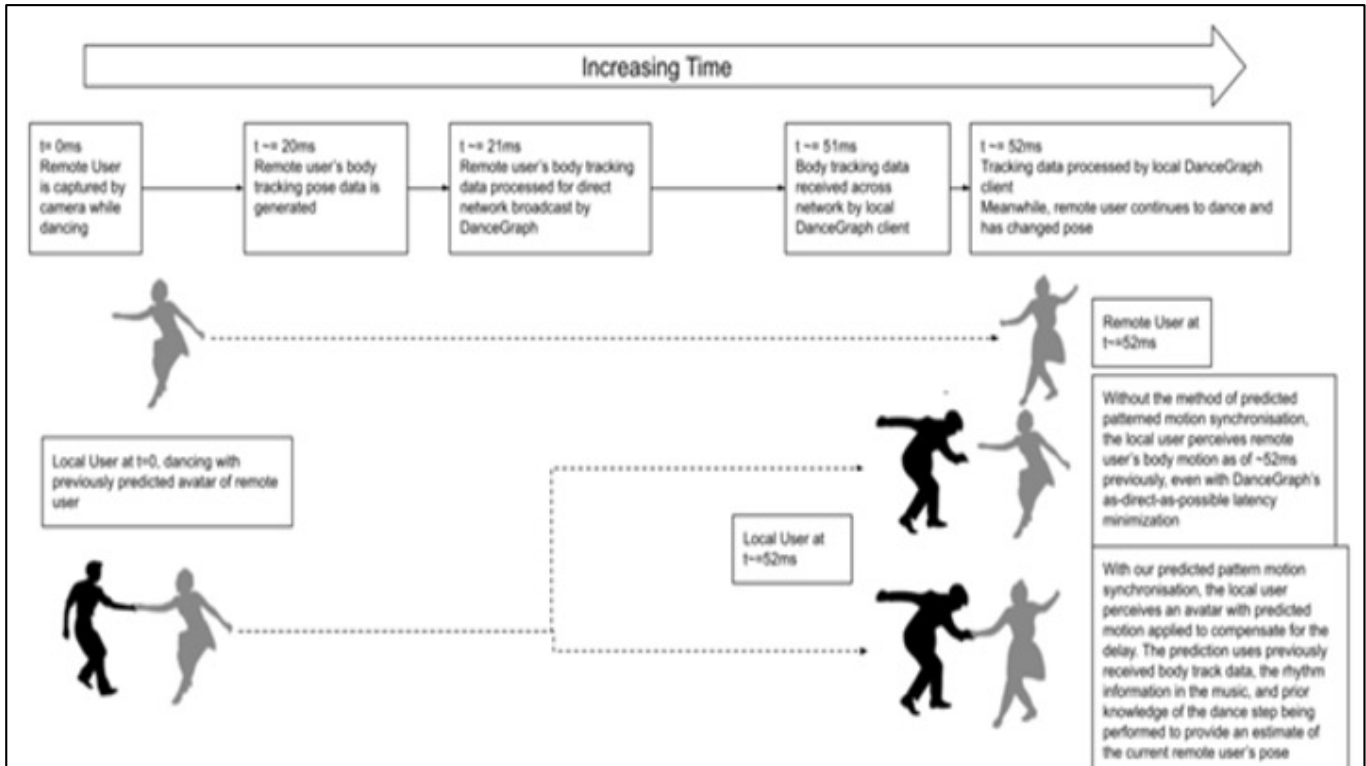 Increasing Time
t= 0ms
Remote User
is captured by
camera while
dancing
t ~= 20ms
Remote user's body
tracking pose data is
generated
t ~= 21ms
Remote user's body tracking
data processed for direct
network broadcast by
DanceGraph
t ~= 51ms
Body tracking data
received across
network by local
DanceGraph client
t ~= 52ms
Tracking data processed by local DanceGraph
client
Meanwhile, remote user continues to dance and
has changed pose
Remote User at
t~=52ms
Without the method of predicted
patterned motion synchronisation,
the local user perceives remote
user's body motion as of ~52ms
previously, even with DanceGraph's
as-direct-as-possible latency
minimization
Local User at t=0, dancing with
previously predicted avatar of remote
user
Local User at
t~=52ms
With our predicted pattern motion
synchronisation, the local user
perceives an avatar with predicted
motion applied to compensate for the
delay. The prediction uses previously
received body track data, the rhythm
information in the music, and prior
knowledge of the dance step being
performed to provide an estimate of
the current remote user's pose